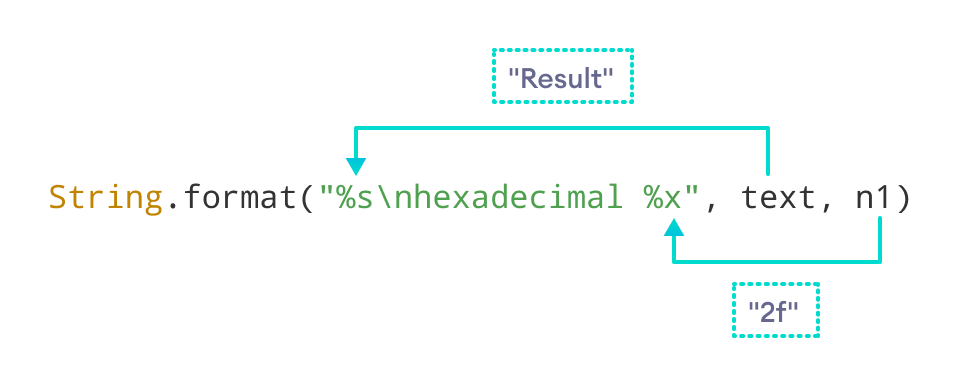 "Result"
String.format("%s\nhexadecimal %x", text, n1)
"2f"